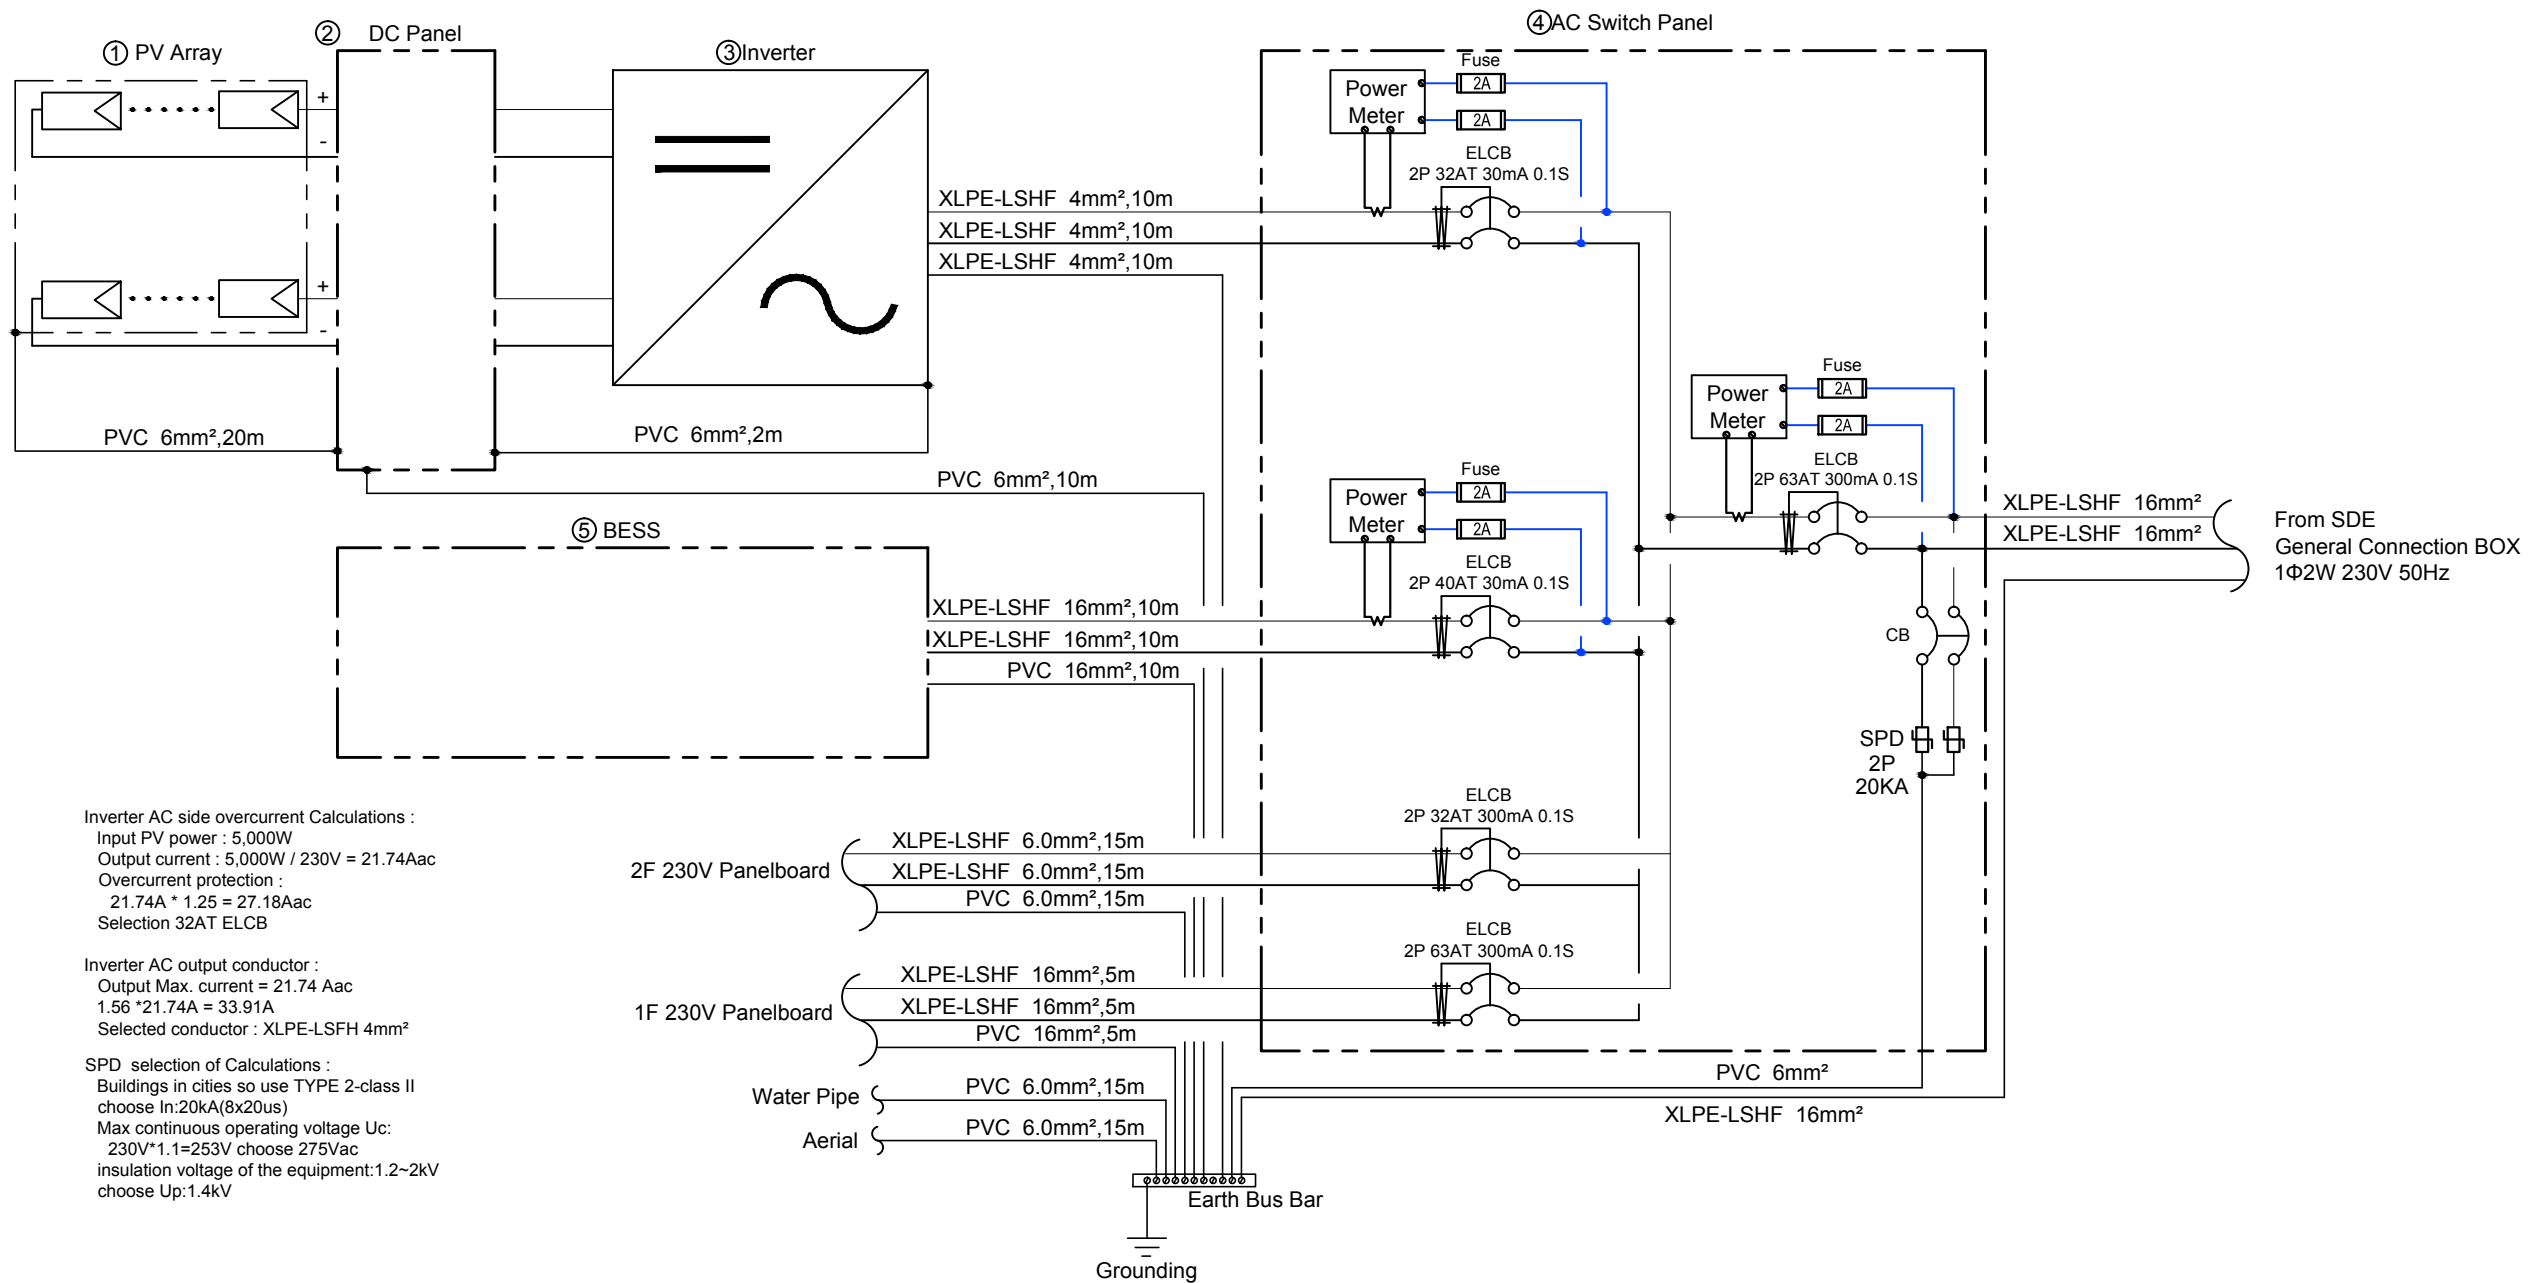 ④AC Switch Panel
② DC Panel
① PV Array
③Inverter
+
-
+
-
Power
Meter
Fuse
2A
2A
ELCB
2P 32AT 30mA 0.1S
XLPE-LSHF 4mm²,10m
XLPE-LSHF 4mm²,10m
XLPE-LSHF 4mm²,10m
Power
Meter
Fuse
2A
2A
ELCB
2P 63AT 300mA 0.1S
PVC 6mm²,20m
PVC 6mm²,2m
PVC 6mm²,10m
Power
Meter
Fuse
2A
2A
ELCB
2P 40AT 30mA 0.1S
XLPE-LSHF 16mm²
XLPE-LSHF 16mm²
From SDE
General Connection BOX
1Φ2W 230V 50Hz
⑤ BESS
XLPE-LSHF 16mm²,10m
XLPE-LSHF 16mm²,10m
PVC 16mm²,10m
CB
SPD
2P
20KA
ELCB
2P 32AT 300mA 0.1S
2F 230V Panelboard
XLPE-LSHF 6.0mm²,15m
XLPE-LSHF 6.0mm²,15m
PVC 6.0mm²,15m
ELCB
2P 63AT 300mA 0.1S
1F 230V Panelboard
XLPE-LSHF 16mm²,5m
XLPE-LSHF 16mm²,5m
PVC 16mm²,5m
PVC 6mm²
XLPE-LSHF 16mm²
Water Pipe
PVC 6.0mm²,15m
Aerial
PVC 6.0mm²,15m
Earth Bus Bar
Grounding
Inverter AC side overcurrent Calculations :
Input PV power : 5,000W
Output current : 5,000W / 230V = 21.74Aac
Overcurrent protection :
21.74A * 1.25 = 27.18Aac
Selection 32AT ELCB
Inverter AC output conductor :
Output Max. current = 21.74 Aac
1.56 *21.74A = 33.91A
Selected conductor : XLPE-LSFH 4mm²
SPD selection of Calculations :
Buildings in cities so use TYPE 2-class II
choose In:20kA(8x20us)
Max continuous operating voltage Uc:
230V*1.1=253V choose 275Vac
insulation voltage of the equipment:1.2~2kV
choose Up:1.4kV